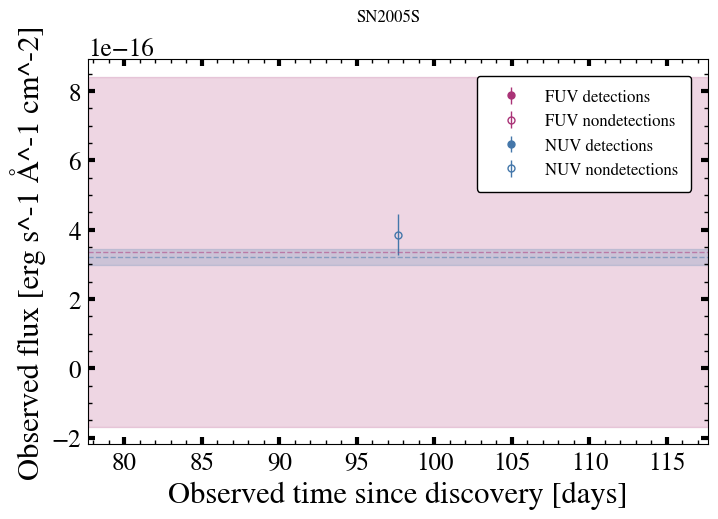 SN2005S
1e−16
Observed flux [erg s^-1 Å^-1 cm^-2]
8
6
4
2
0
−2
FUV detections
FUV nondetections
NUV detections
NUV nondetections
80 85 90 95 100 105 110 115
Observed time since discovery [days]